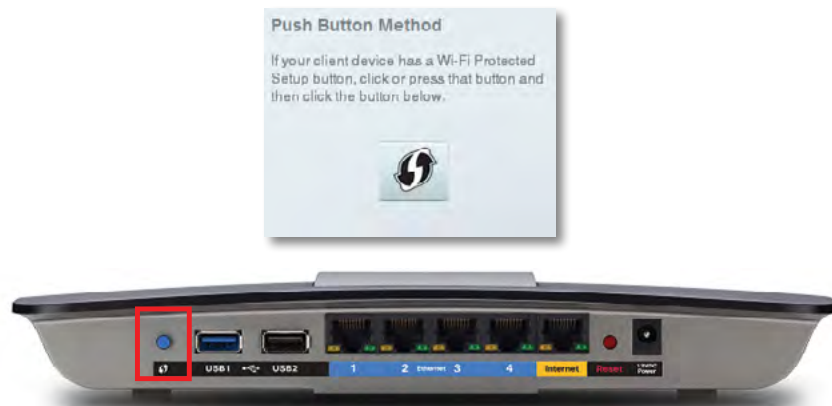 Push Button Method
If your client device has a Wi-Fi Protected
Setup button, click or press that button and
then click the button below.
USB1 USB2 1 2 Ethernet 3 4 Internet Reset Power